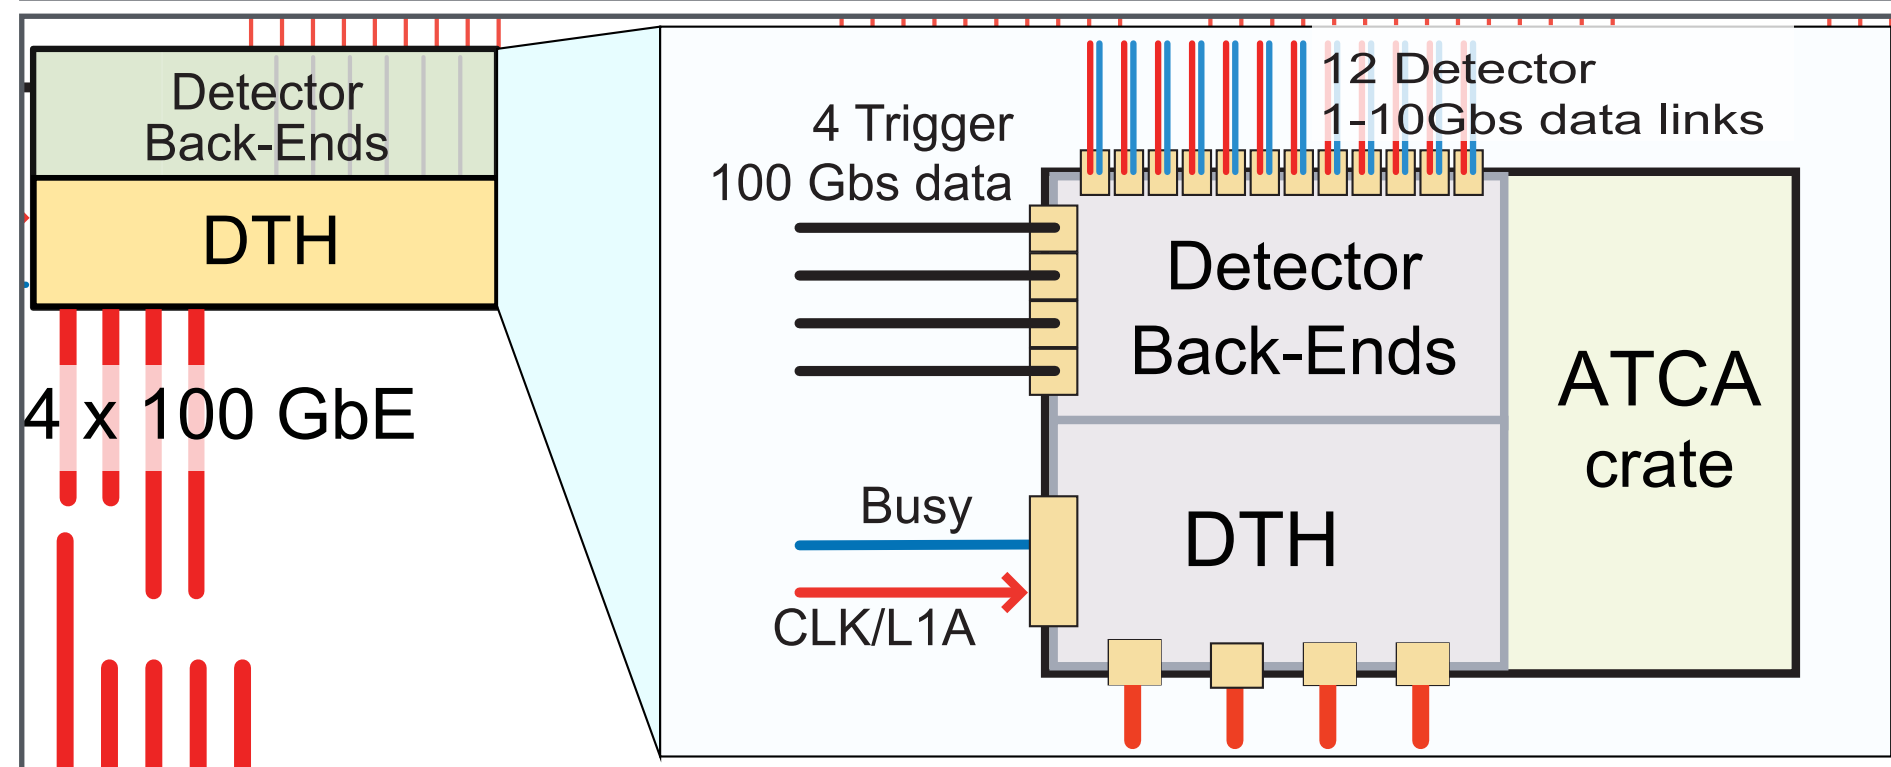 Detector
Back-Ends
DTH
4 x 100 GbE
4 Trigger
100 Gbs data
12 Detector
1-10Gbs data links
Detector
Back-Ends
DTH
Busy
CLK/L1A
ATCA
crate